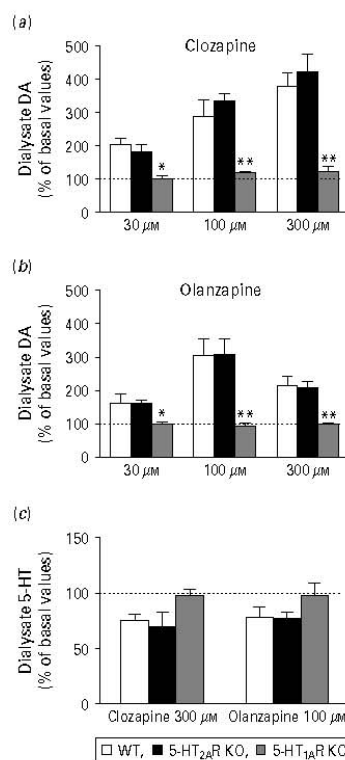 (a)
Clozapine
Dialysate DA
(% of basal values)
500
400
300
200
100
0
*
**
**
30 μM
100 μM
300 μM
(b)
Olanzapine
Dialysate DA
(% of basal values)
500
400
300
200
100
0
*
**
**
30 μM
100 μM
300 μM
(c)
Dialysate 5-HT
(% of basal values)
150
100
50
0
Clozapine 300 μM
Olanzapine 100 μM
WT, 5-HT2AR KO, 5-HT1AR KO